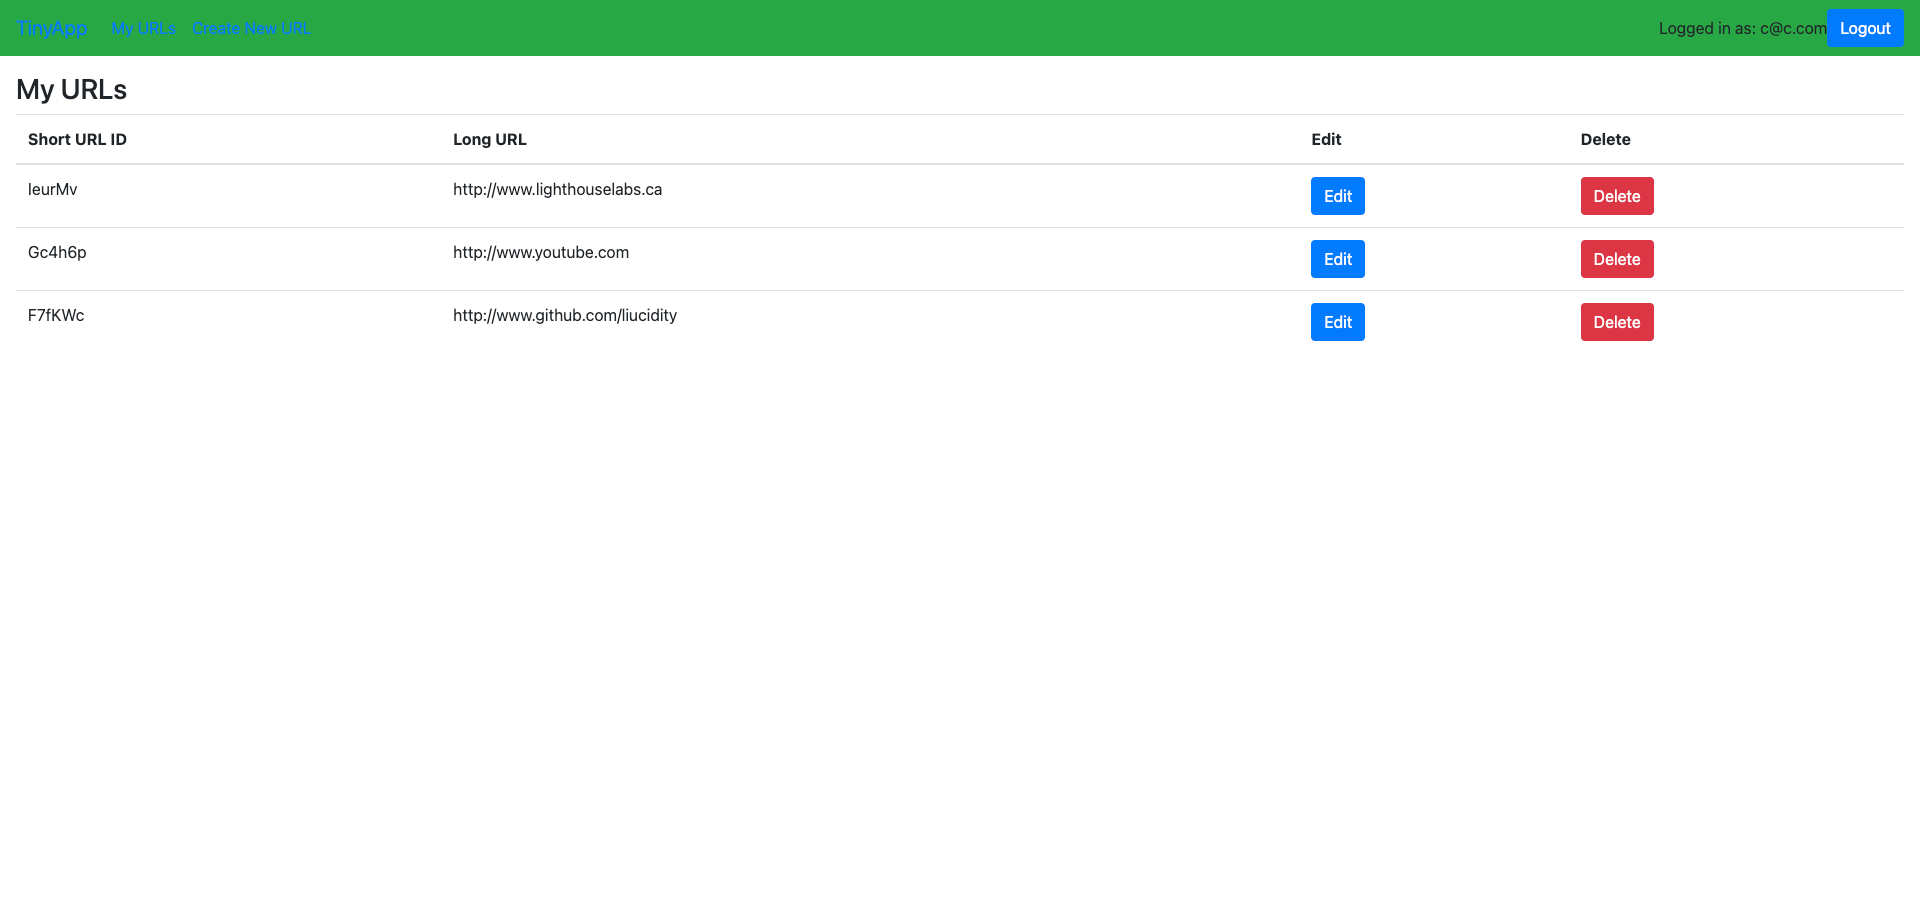 TinyApp My URLs Create New URL Logged in as: c@c.com Logout
My URLs
Short URL ID Long URL Edit Delete
IeurMv http://www.lighthouselabs.ca Edit Delete
Gc4h6p http://www.youtube.com Edit Delete
F7fKWc http://www.github.com/liucidity Edit Delete